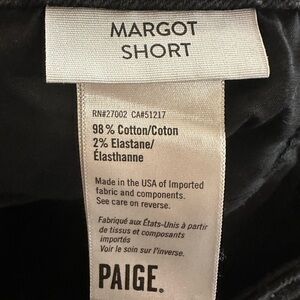 MARGOT
SHORT
RN#27002 CA#51217
98% Cotton/Coton
2% Elastane/
Élasthanne
Made in the USA of Imported
fabric and components.
See care on reverse.
Fabriqué aux États-Unis à partir
de tissus et composants
importés
Voir le soin sur l'inverse.
PAIGE.